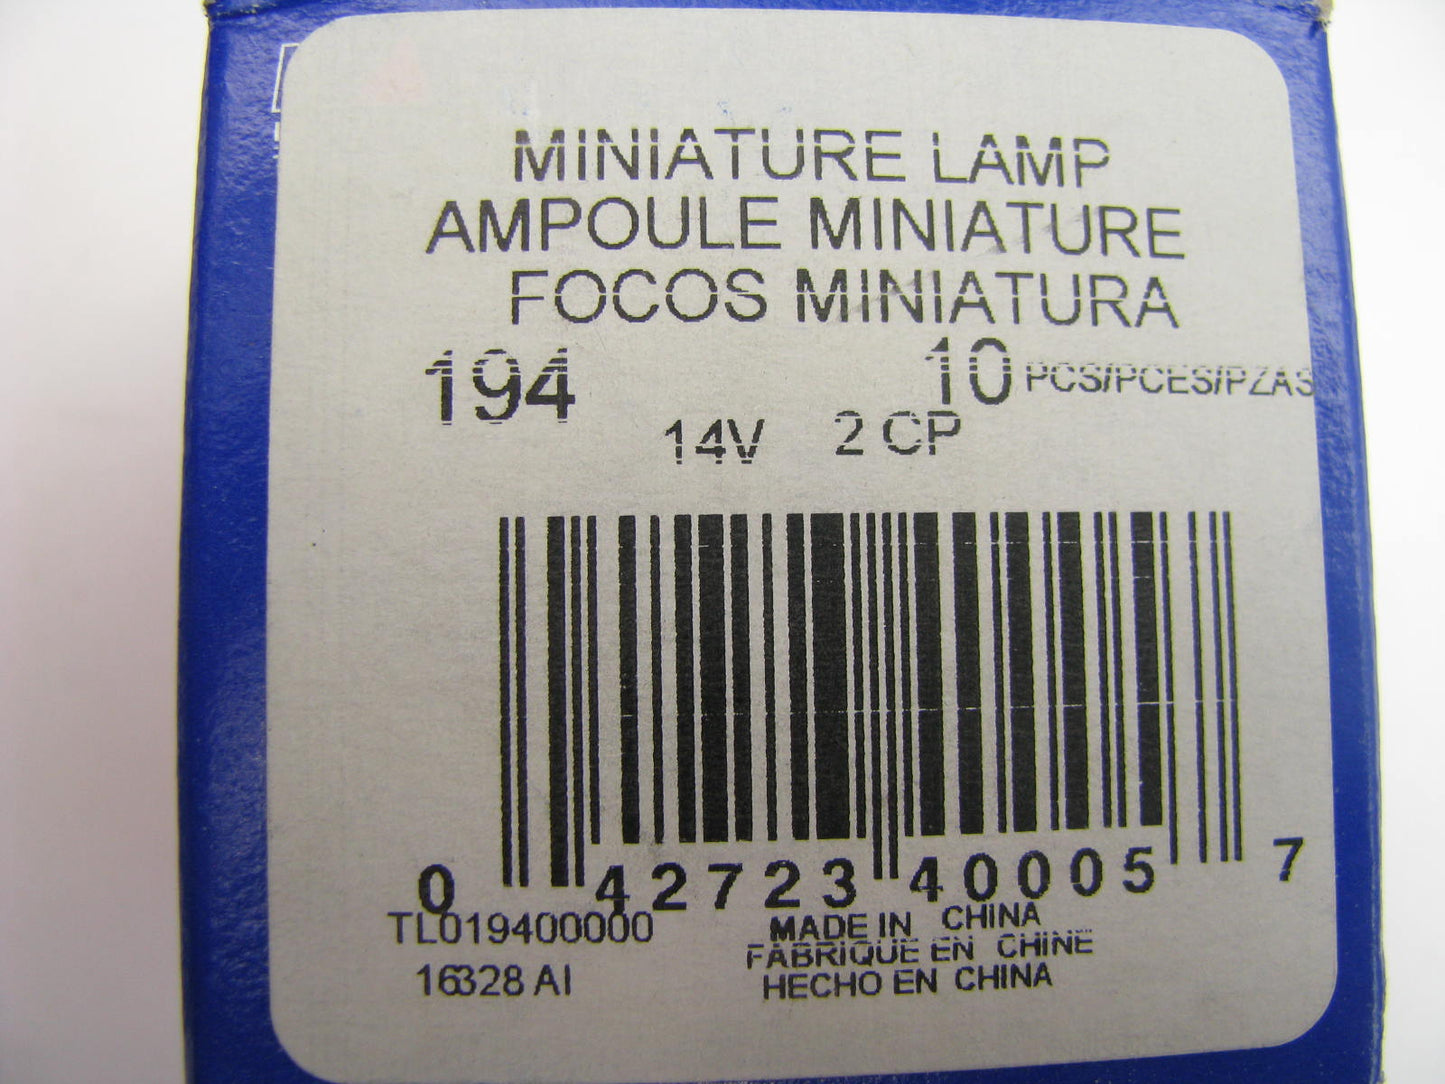 MINIATURE LAMP
AMPOULE MINIATURE
FOCOS MINIATURA
194 10 PCS/PCES/PZAS
14V 2 CP
0 42723 40005 7
TL019400000
16328 AI
MADE IN CHINA
FABRIQUE EN CHINE
HECHO EN CHINA